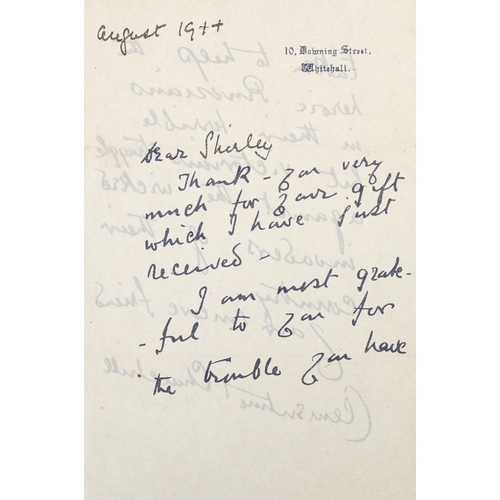 August 1944
10, Downing Street,
Whitehall.
Dear Shirley
Thank - you very
much for your gift
which I have just
received -
I am most grate-
- ful to you for
the trouble you have